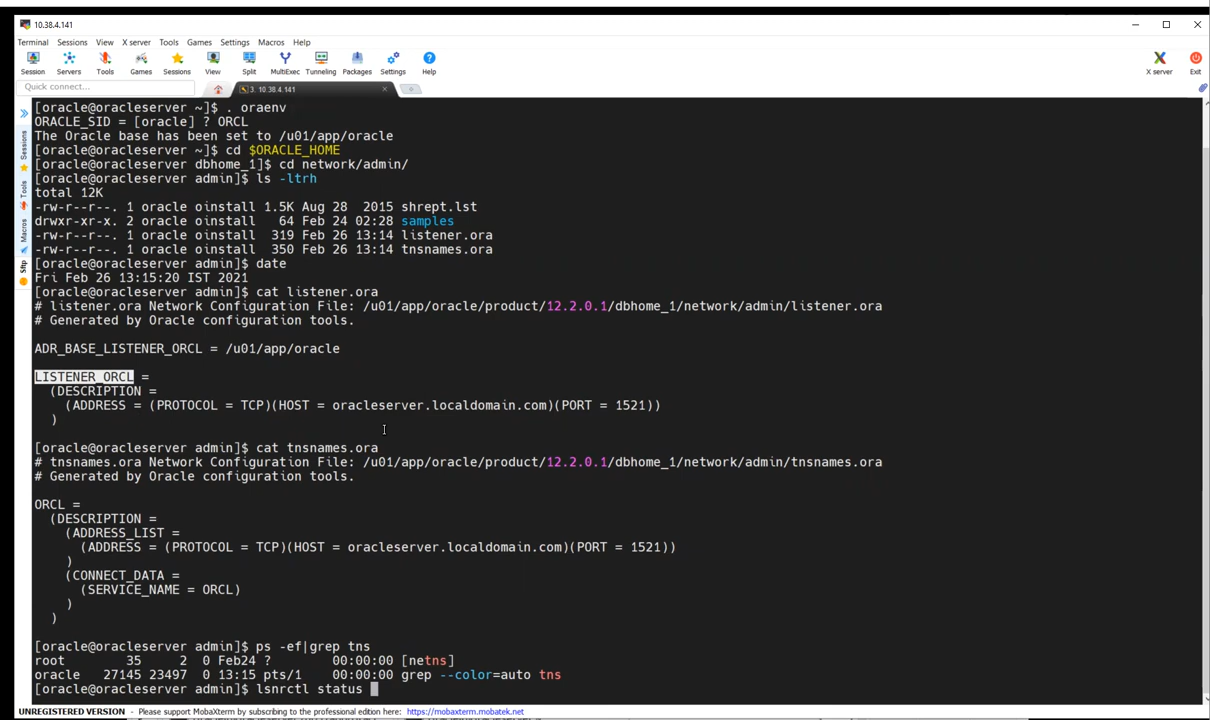 10.38.4.141
Terminal Sessions View X server Tools Games Settings Macros Help
Session Servers Tools Games Sessions View Split MultiExec Tunneling Packages Settings Help X server Exit
Quick connect...
3. 10.38.4.141
Sessions
Tools
Macros
Sftp
[oracle@oracleserver ~]$ . oraenv
ORACLE_SID = [oracle] ? ORCL
The Oracle base has been set to /u01/app/oracle
[oracle@oracleserver ~]$ cd $ORACLE_HOME
[oracle@oracleserver dbhome_1]$ cd network/admin/
[oracle@oracleserver admin]$ ls -ltrh
total 12K
-rw-r--r--. 1 oracle oinstall 1.5K Aug 28  2015 shrept.lst
drwxr-xr-x. 2 oracle oinstall   64 Feb 24 02:28 samples
-rw-r--r--. 1 oracle oinstall  319 Feb 26 13:14 listener.ora
-rw-r--r--. 1 oracle oinstall  350 Feb 26 13:14 tnsnames.ora
[oracle@oracleserver admin]$ date
Fri Feb 26 13:15:20 IST 2021
[oracle@oracleserver admin]$ cat listener.ora
# listener.ora Network Configuration File: /u01/app/oracle/product/12.2.0.1/dbhome_1/network/admin/listener.ora
# Generated by Oracle configuration tools.
ADR_BASE_LISTENER_ORCL = /u01/app/oracle
LISTENER_ORCL =
  (DESCRIPTION =
    (ADDRESS = (PROTOCOL = TCP)(HOST = oracleserver.localdomain.com)(PORT = 1521))
  )
[oracle@oracleserver admin]$ cat tnsnames.ora
# tnsnames.ora Network Configuration File: /u01/app/oracle/product/12.2.0.1/dbhome_1/network/admin/tnsnames.ora
# Generated by Oracle configuration tools.
ORCL =
  (DESCRIPTION =
    (ADDRESS_LIST =
      (ADDRESS = (PROTOCOL = TCP)(HOST = oracleserver.localdomain.com)(PORT = 1521))
    )
    (CONNECT_DATA =
      (SERVICE_NAME = ORCL)
    )
  )
[oracle@oracleserver admin]$ ps -ef|grep tns
root        35     2  0 Feb24 ?        00:00:00 [netns]
oracle   27145 23497  0 13:15 pts/1    00:00:00 grep --color=auto tns
[oracle@oracleserver admin]$ lsnrctl status
UNREGISTERED VERSION - Please support MobaXterm by subscribing to the professional edition here: https://mobaxterm.mobatek.net